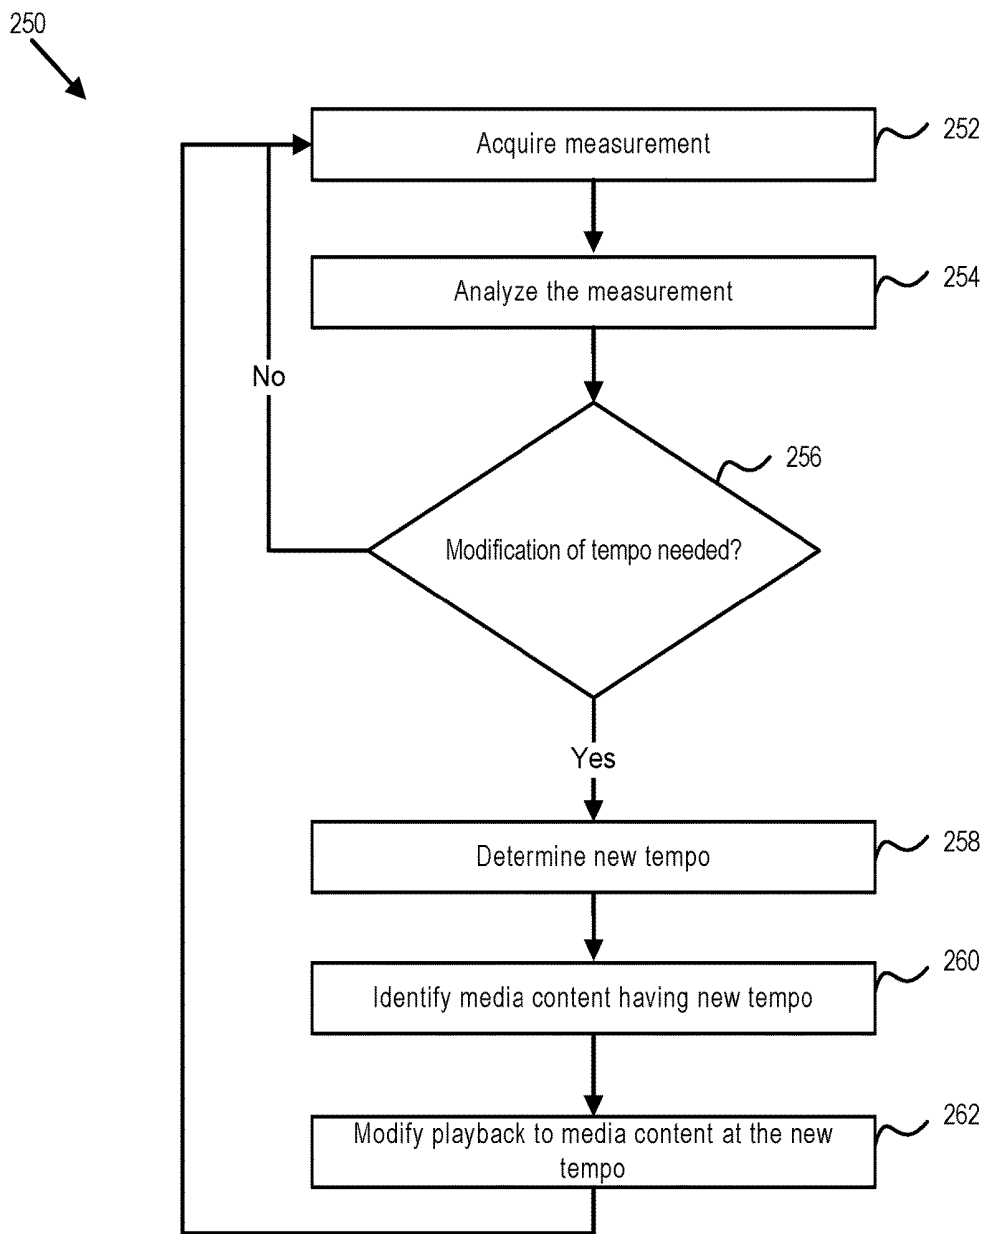 250
Acquire measurement
252
Analyze the measurement
254
No
256
Modification of tempo needed?
Yes
Determine new tempo
258
Identify media content having new tempo
260
Modify playback to media content at the new
tempo
262